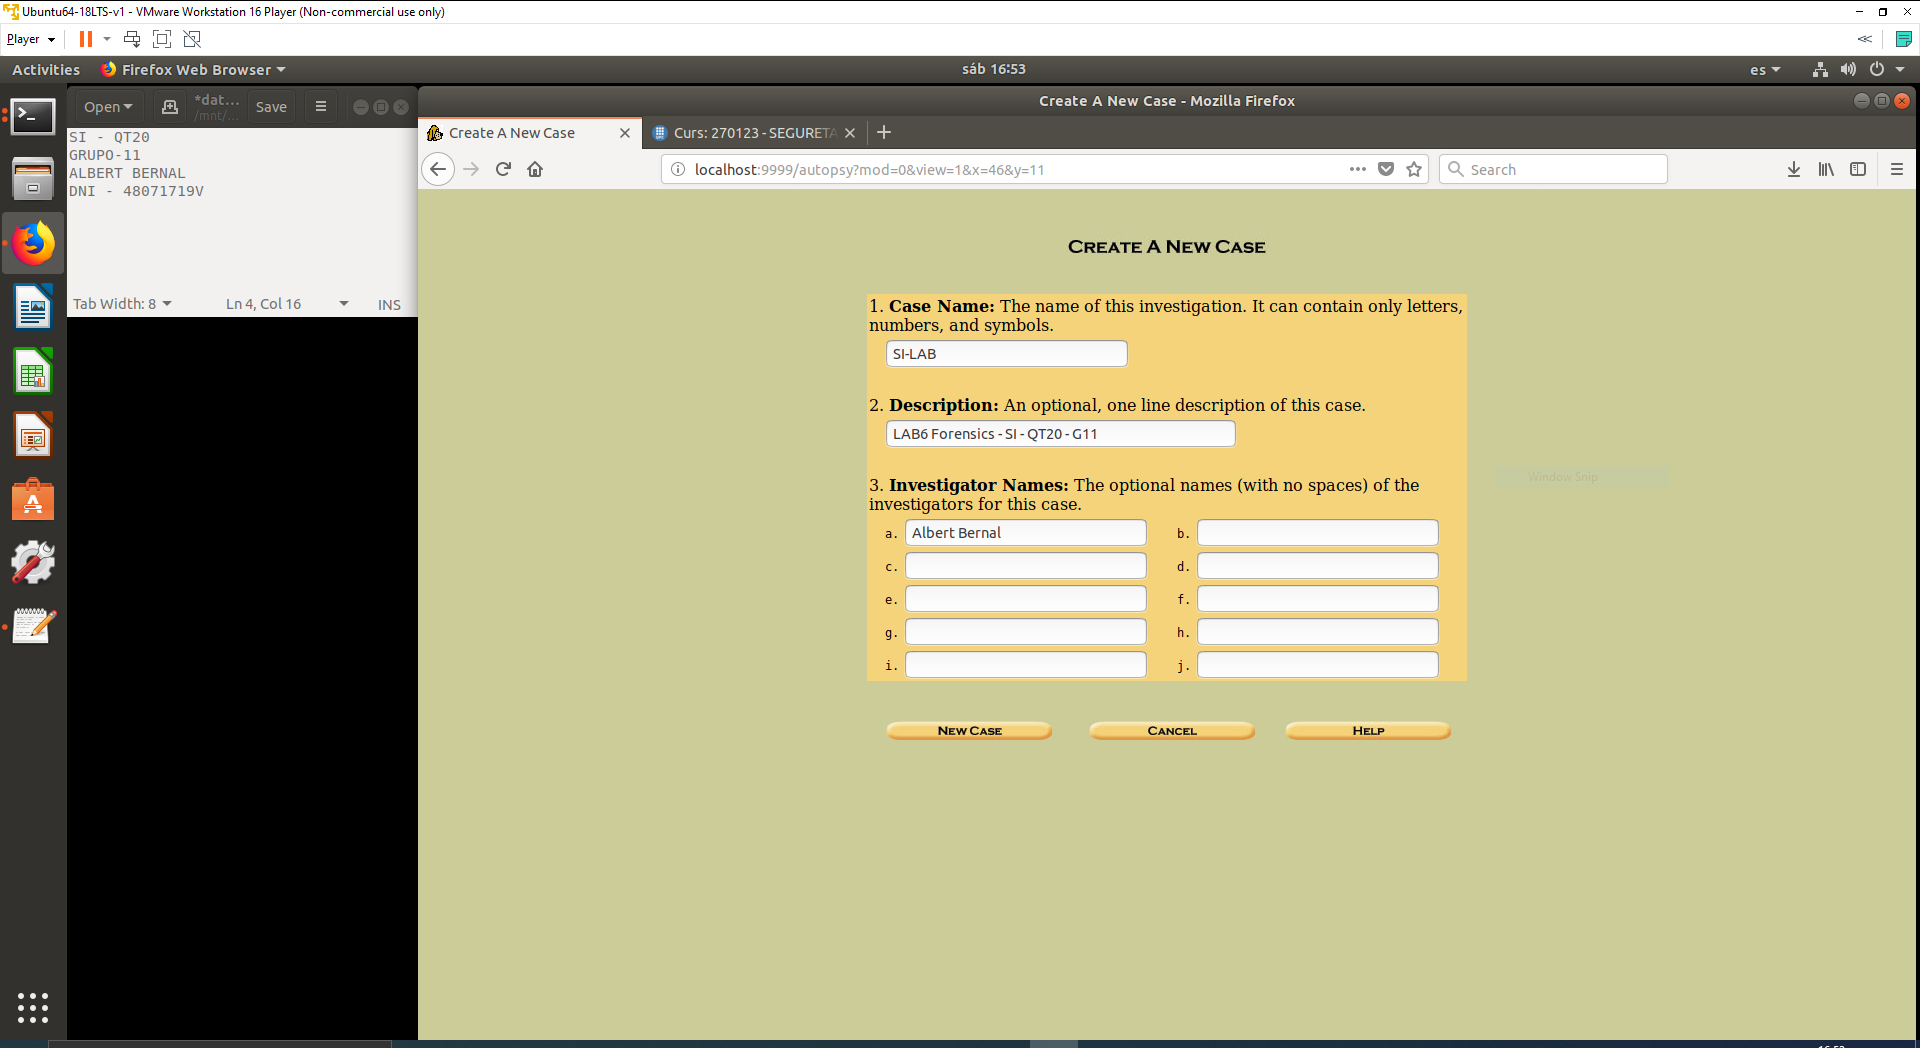 Ubuntu64-18LTS-v1 - VMware Workstation 16 Player (Non-commercial use only)
Player
Activities
Firefox Web Browser
sáb 16:53
es
Open
*dat...
/mnt/...
Save
SI - QT20
GRUPO-11
ALBERT BERNAL
DNI - 48071719V
Tab Width: 8
Ln 4, Col 16
INS
Create A New Case - Mozilla Firefox
Create A New Case
Curs: 270123 - SEGURETA
localhost:9999/autopsy?mod=0&view=1&x=46&y=11
Search
CREATE A NEW CASE
1. Case Name: The name of this investigation. It can contain only letters,
numbers, and symbols.
SI-LAB
2. Description: An optional, one line description of this case.
LAB6 Forensics - SI - QT20 - G11
3. Investigator Names: The optional names (with no spaces) of the
investigators for this case.
a. Albert Bernal b.
c. d.
e. f.
g. h.
i. j.
NEW CASE CANCEL HELP
Window Snip